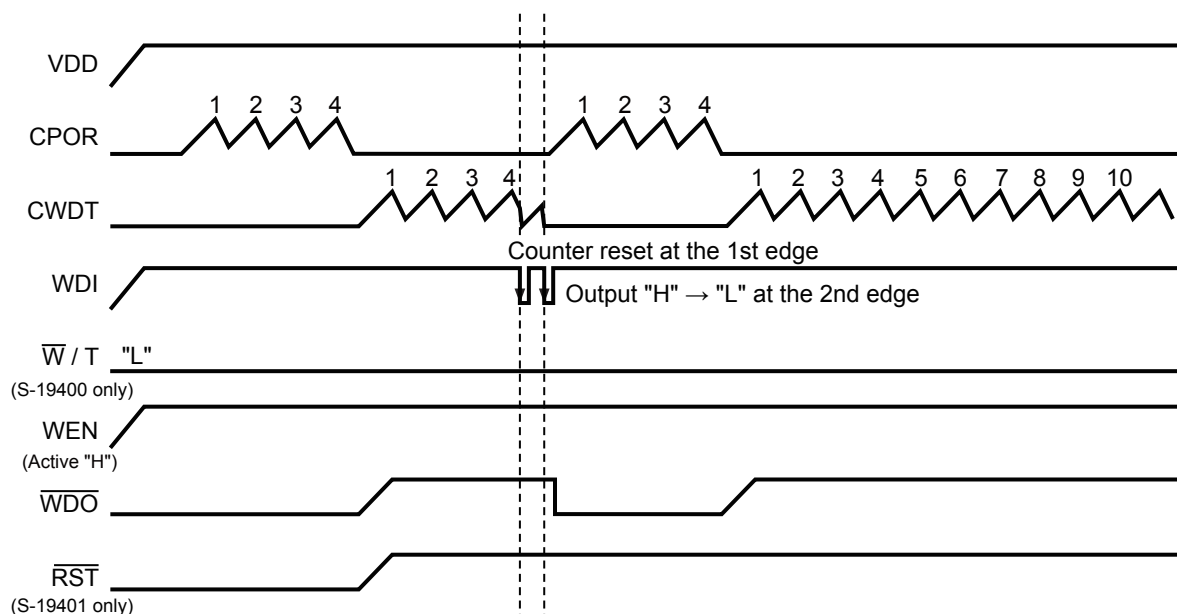 VDD
1 2 3 4 1 2 3 4
CPOR
1 2 3 4 1 2 3 4 5 6 7 8 9 10
CWDT
Counter reset at the 1st edge
WDI
Output "H" → "L" at the 2nd edge
W̅ / T "L"
(S-19400 only)
WEN
(Active "H")
W̅D̅O̅
R̅S̅T̅
(S-19401 only)